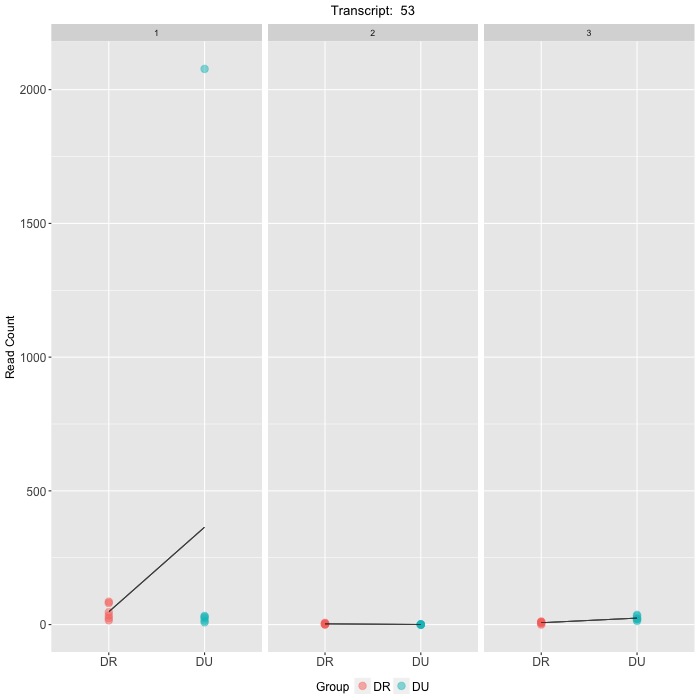 Transcript:  53
1 2 3
2000
1500
1000
500
0
Read Count
DR DU DR DU DR DU
Group DR DU